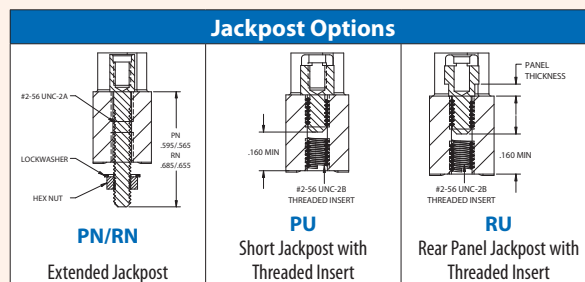 Jackpost Options
#2-56 UNC-2A
PN
.595/.565
RN
.685/.655
LOCKWASHER
HEX NUT
PN/RN
Extended Jackpost
.160 MIN
#2-56 UNC-2B
THREADED INSERT
PU
Short Jackpost with
Threaded Insert
PANEL
THICKNESS
.160 MIN
#2-56 UNC-2B
THREADED INSERT
RU
Rear Panel Jackpost with
Threaded Insert